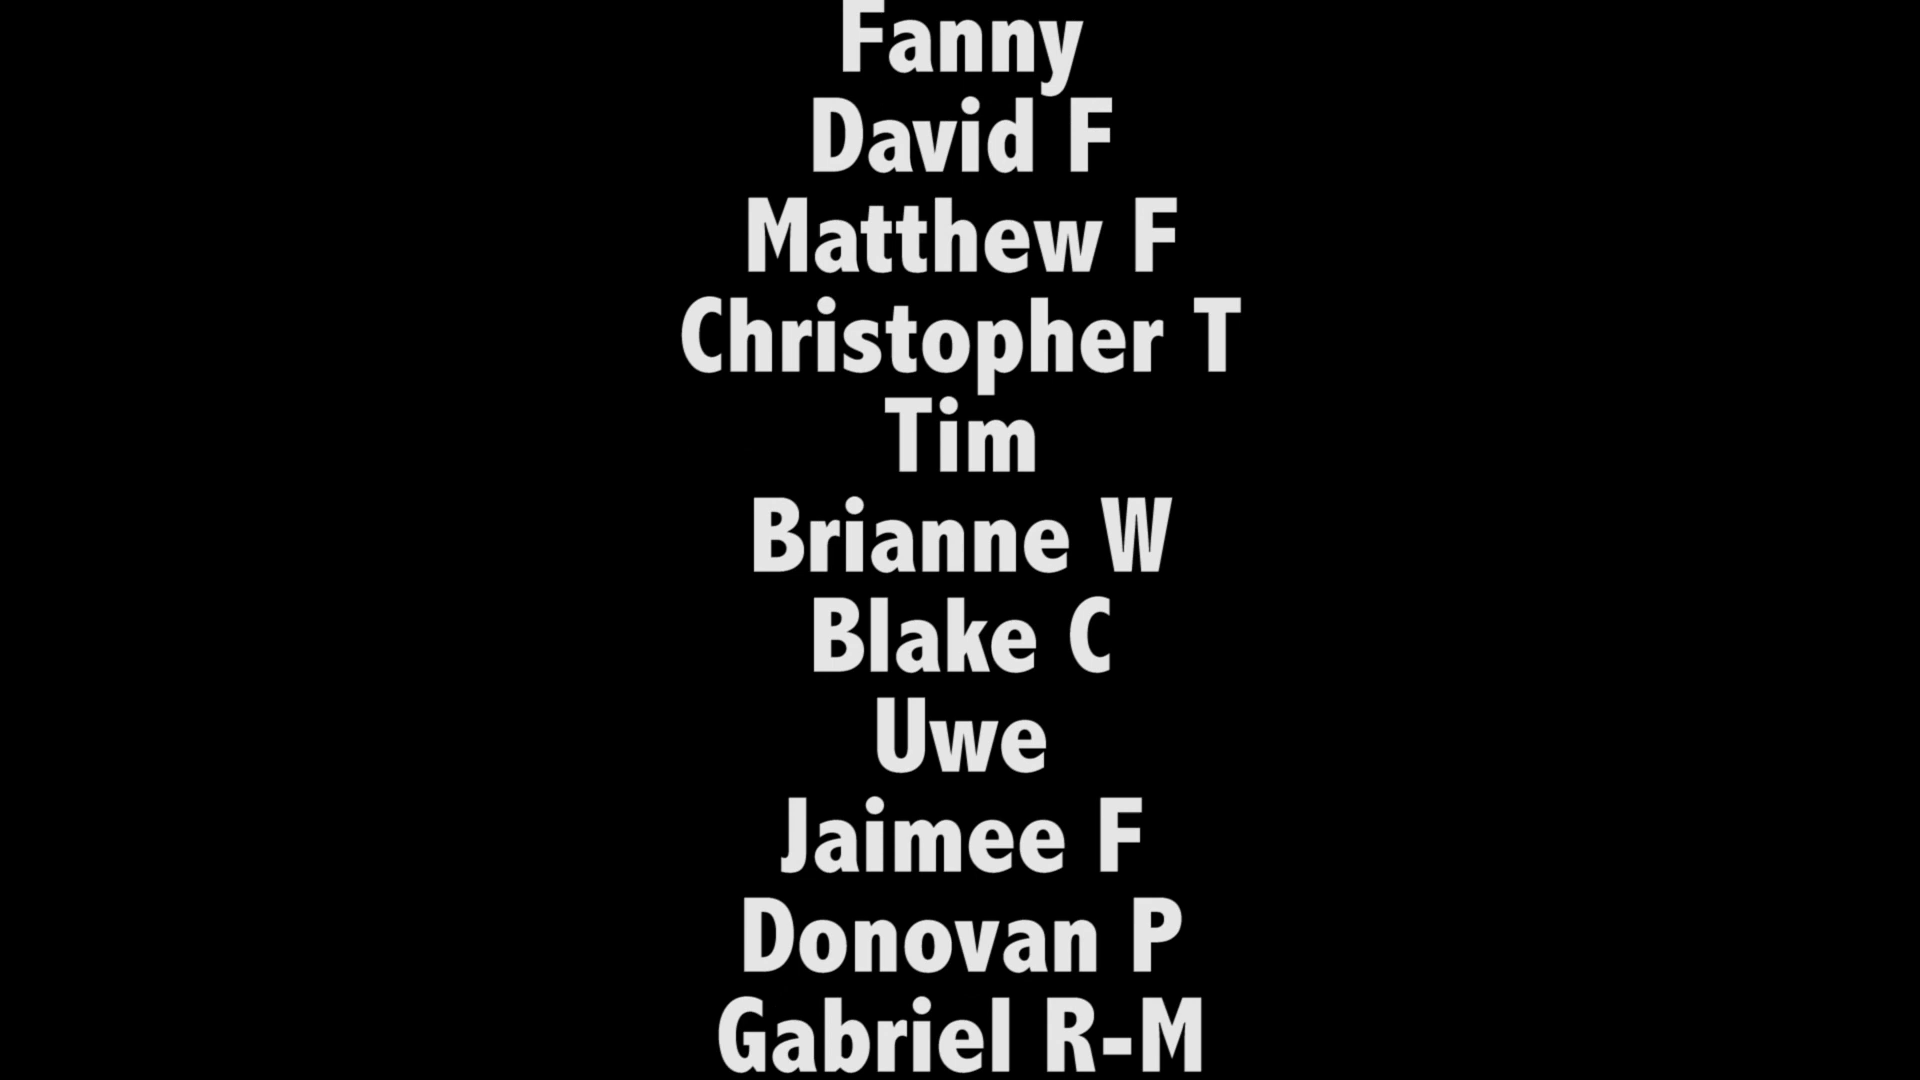 Fanny
David F
Matthew F
Christopher T
Tim
Brianne W
Blake C
Uwe
Jaimee F
Donovan P
Gabriel R-M